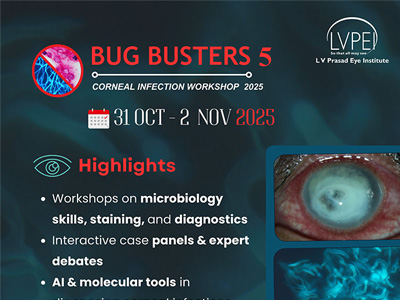 BUG BUSTERS 5
CORNEAL INFECTION WORKSHOP 2025
LVPEI
So that all may see
L V Prasad Eye Institute
31 OCT - 2 NOV 2025
Highlights
• Workshops on microbiology
skills, staining, and diagnostics
• Interactive case panels & expert
debates
• AI & molecular tools in